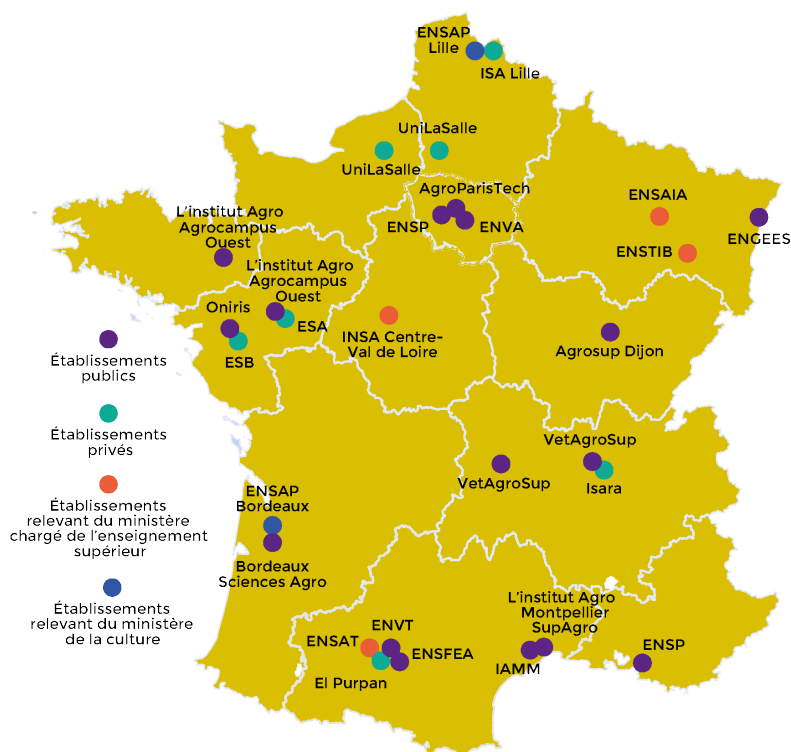 ENSAP
Lille
ISA Lille
UniLaSalle
UniLaSalle
AgroParisTech
ENSP
ENVA
ENSAIA
ENSTIB
ENGEES
L'institut Agro
Agrocampus
Ouest
L'institut Agro
Agrocampus
Ouest
Oniris
ESA
ESB
INSA Centre-
Val de Loire
Agrosup Dijon
VetAgroSup
VetAgroSup
Isara
ENSAP
Bordeaux
Bordeaux
Sciences Agro
ENVT
ENSAT
ENSFEA
El Purpan
L'institut Agro
Montpellier
SupAgro
IAMM
ENSP
Établissements
publics
Établissements
privés
Établissements
relevant du ministère
chargé de l'enseignement
supérieur
Établissements
relevant du ministère
de la culture